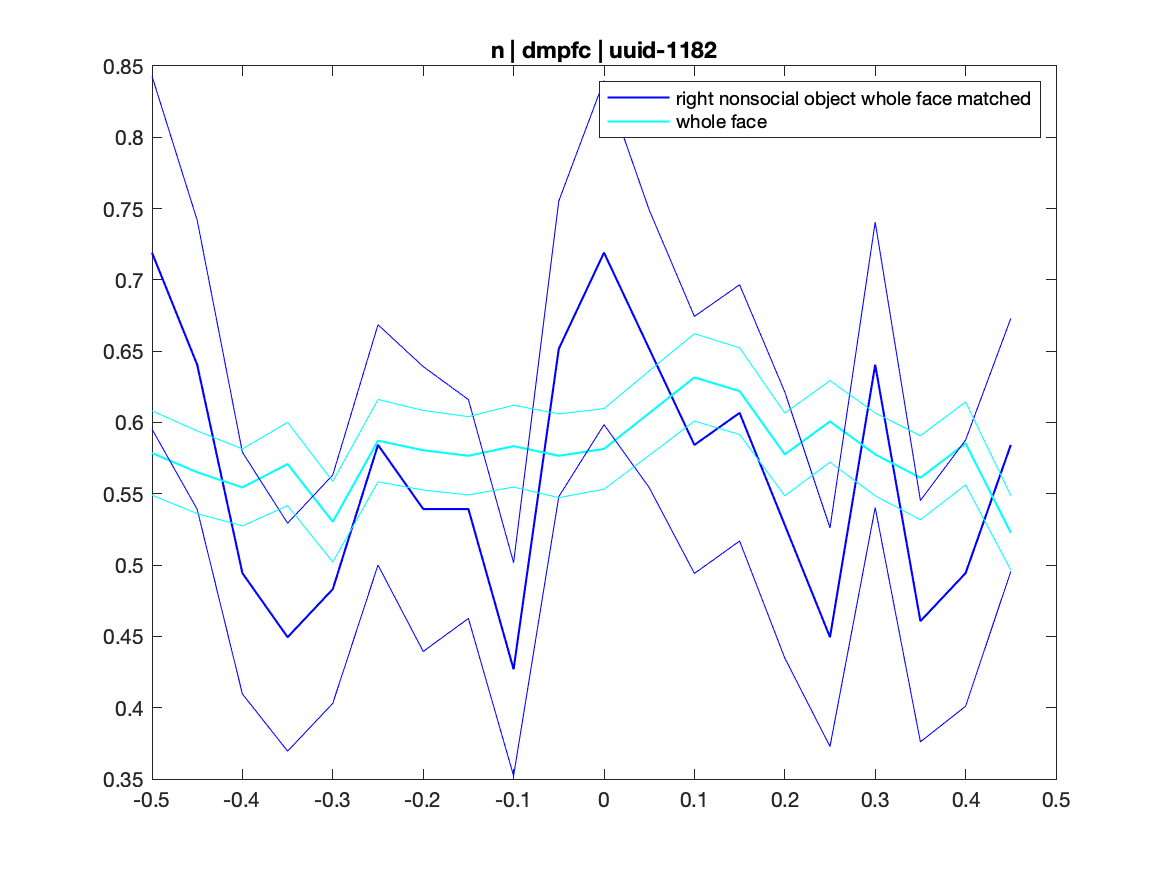 n | dmpfc | uuid-1182
right nonsocial object whole face matched
whole face
0.85
0.8
0.75
0.7
0.65
0.6
0.55
0.5
0.45
0.4
0.35
-0.5 -0.4 -0.3 -0.2 -0.1 0 0.1 0.2 0.3 0.4 0.5